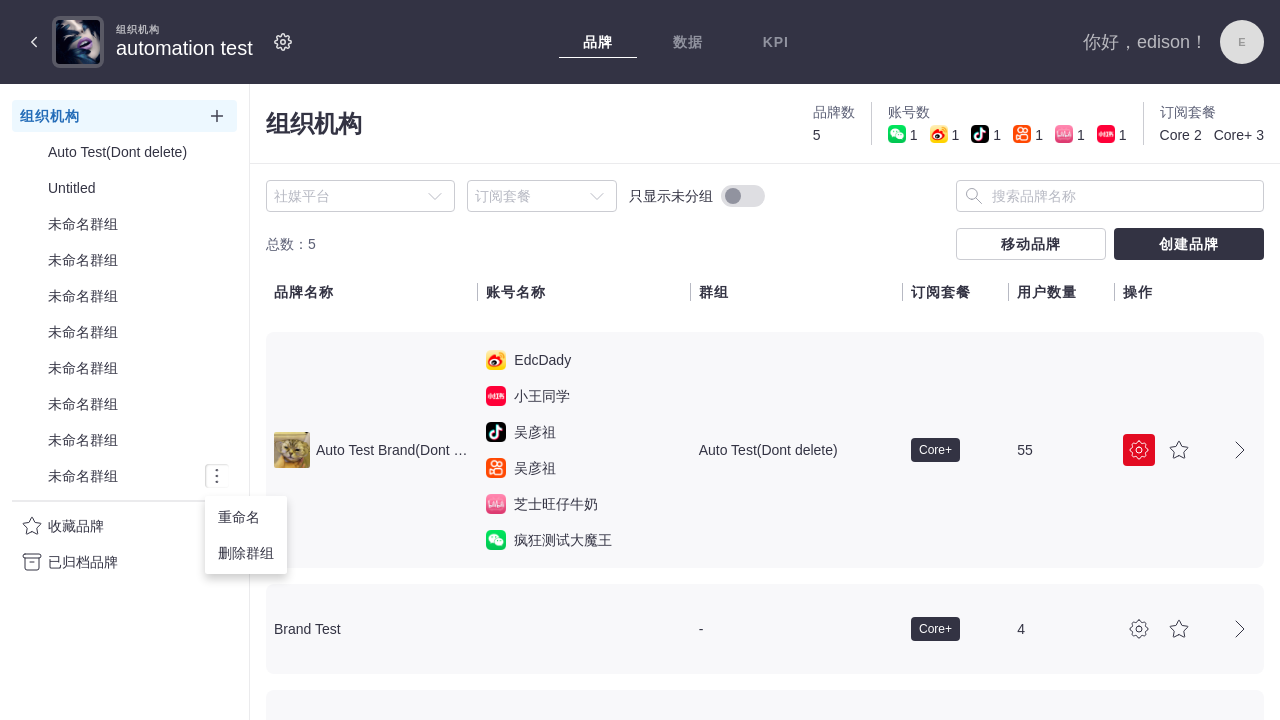 组织机构
automation test
品牌
数据
KPI
你好，edison！
E
组织机构
Auto Test(Dont delete)
Untitled
未命名群组
未命名群组
未命名群组
未命名群组
未命名群组
未命名群组
未命名群组
未命名群组
重命名
删除群组
收藏品牌
已归档品牌
组织机构
品牌数
5
账号数
1 1 1 1 1 1
订阅套餐
Core 2 Core+ 3
社媒平台
订阅套餐
只显示未分组
搜索品牌名称
总数：5
移动品牌
创建品牌
品牌名称 账号名称 群组 订阅套餐 用户数量 操作
Auto Test Brand(Dont …
EdcDady
小王同学
吴彦祖
吴彦祖
芝士旺仔牛奶
疯狂测试大魔王
Auto Test(Dont delete)
Core+
55
Brand Test
-
Core+
4